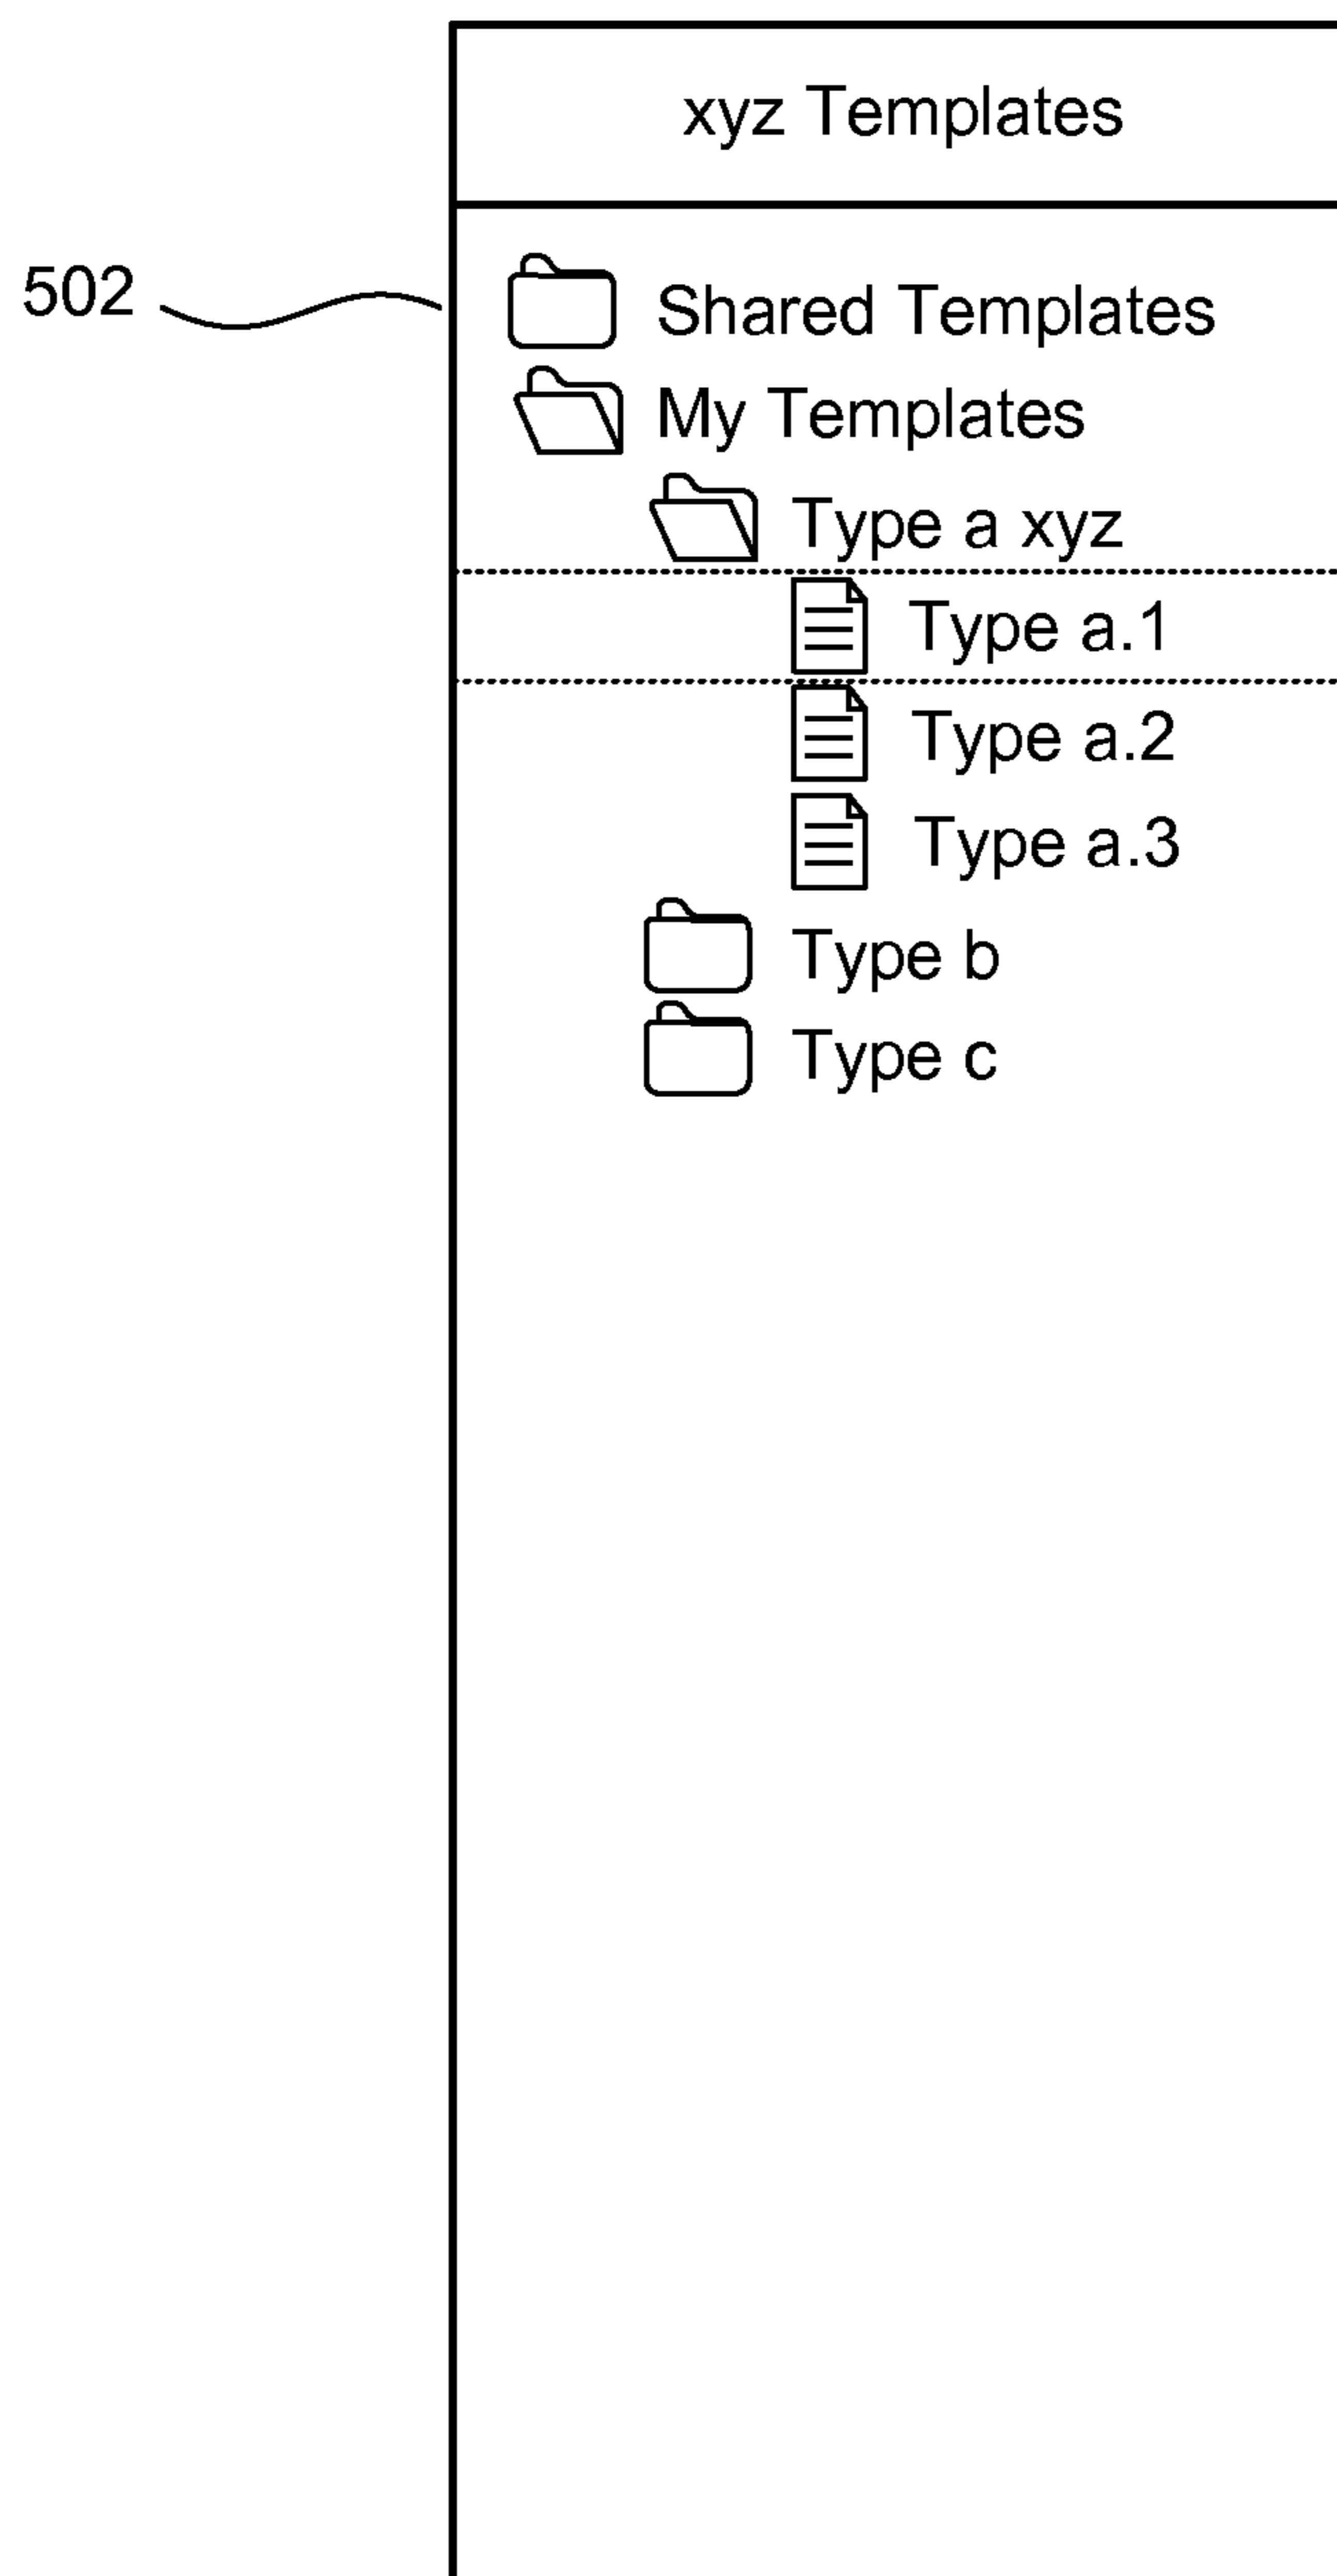 xyz Templates
502
Shared Templates
My Templates
Type a xyz
Type a.1
Type a.2
Type a.3
Type b
Type c